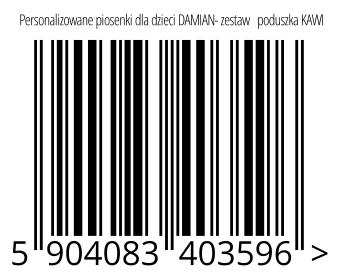 Personalizowane piosenki dla dzieci DAMIAN- zestaw poduszka KAWI
5 904083 403596 >